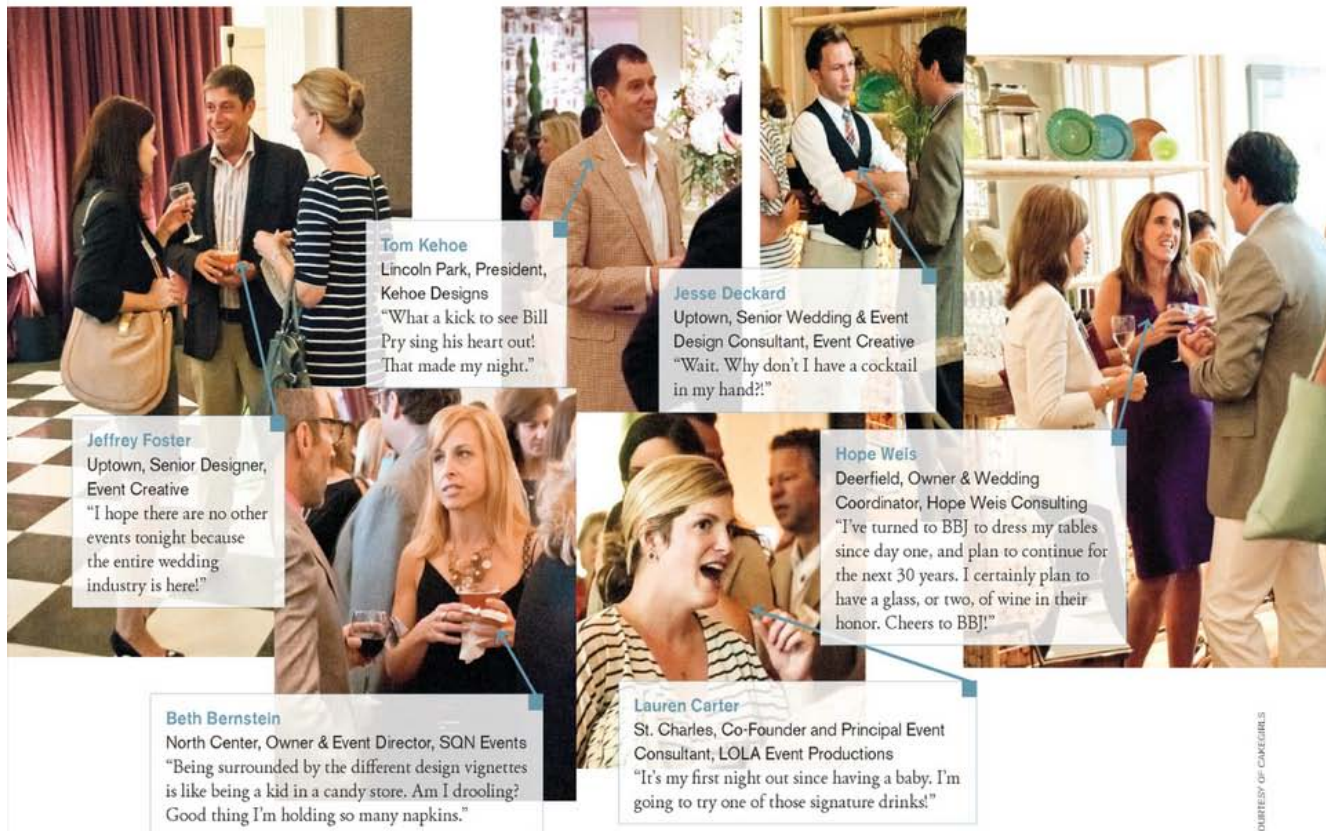 Tom Kehoe
Lincoln Park, President,
Kehoe Designs
“What a kick to see Bill
Pry sing his heart out!
That made my night.”
Jesse Deckard
Uptown, Senior Wedding & Event
Design Consultant, Event Creative
“Wait. Why don’t I have a cocktail
in my hand?!”
Jeffrey Foster
Uptown, Senior Designer,
Event Creative
“I hope there are no other
events tonight because
the entire wedding
industry is here!”
Hope Weis
Deerfield, Owner & Wedding
Coordinator, Hope Weis Consulting
“I’ve turned to BBJ to dress my tables
since day one, and plan to continue for
the next 30 years. I certainly plan to
have a glass, or two, of wine in their
honor. Cheers to BBJ!”
Beth Bernstein
North Center, Owner & Event Director, SQN Events
“Being surrounded by the different design vignettes
is like being a kid in a candy store. Am I drooling?
Good thing I’m holding so many napkins.”
Lauren Carter
St. Charles, Co-Founder and Principal Event
Consultant, LOLA Event Productions
“It’s my first night out since having a baby. I’m
going to try one of those signature drinks!”
OURTESY OF CAKEGIRLS